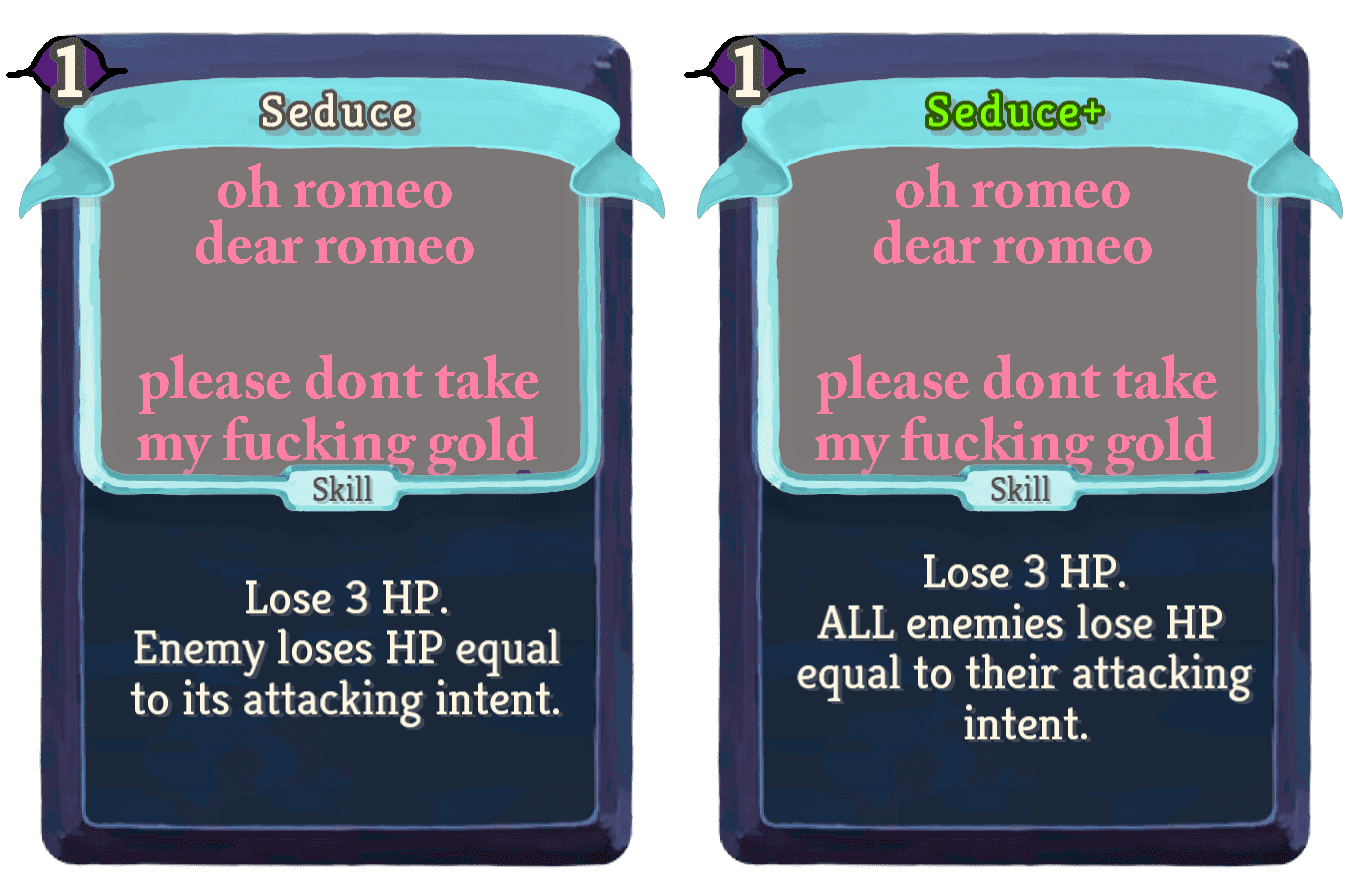 1
Seduce
oh romeo
dear romeo
please dont take
my fucking gold
Skill
Lose 3 HP.
Enemy loses HP equal
to its attacking intent.
1
Seduce+
oh romeo
dear romeo
please dont take
my fucking gold
Skill
Lose 3 HP.
ALL enemies lose HP
equal to their attacking
intent.